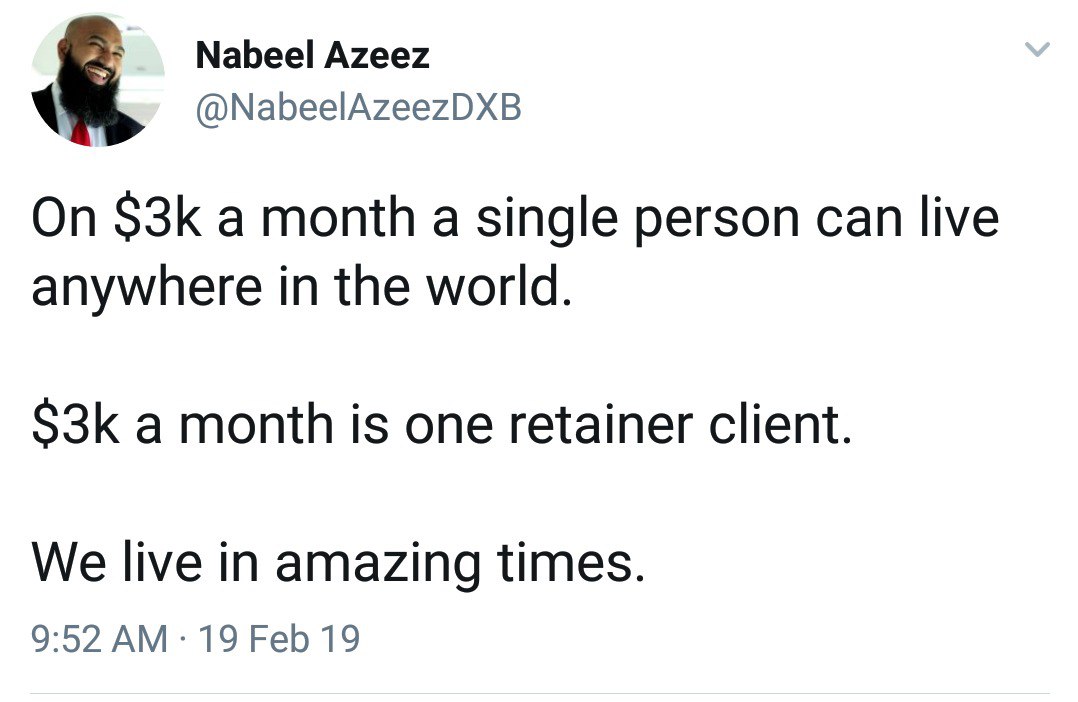 Nabeel Azeez
@NabeelAzeezDXB
On $3k a month a single person can live
anywhere in the world.
$3k a month is one retainer client.
We live in amazing times.
9:52 AM · 19 Feb 19